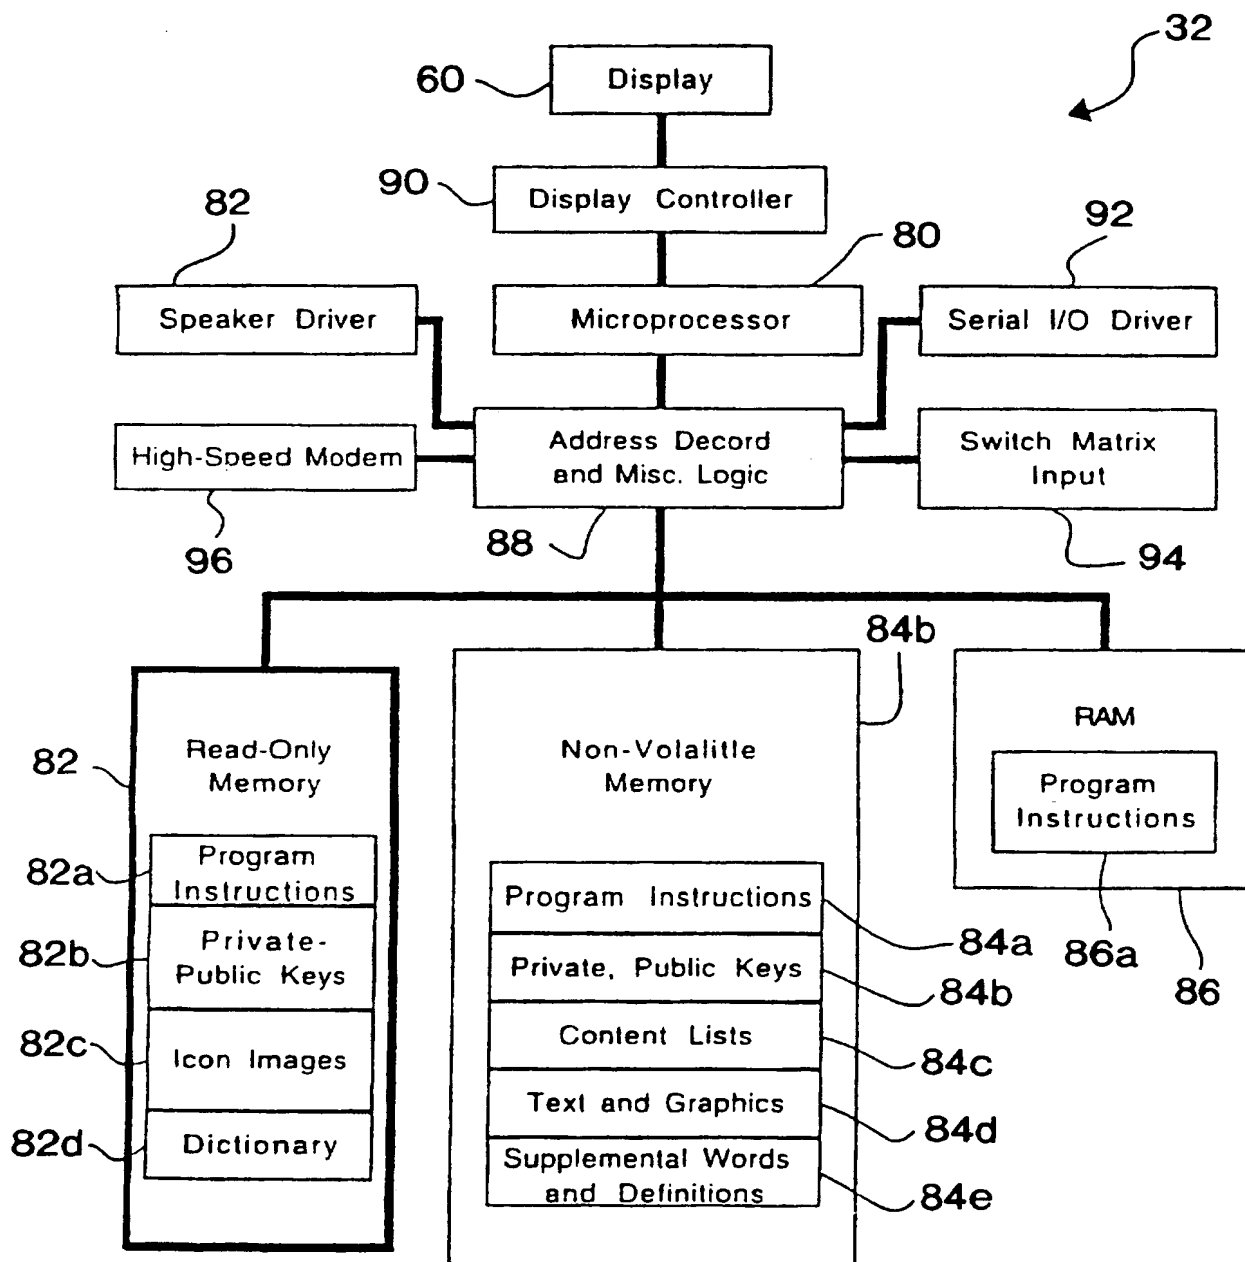 32
60
Display
90
Display Controller
82
80
92
Speaker Driver
Microprocessor
Serial I/O Driver
High-Speed Modem
Address Decord
and Misc. Logic
Switch Matrix
Input
96
88
94
84b
82
Read-Only
Memory
Non-Volalitle
Memory
RAM
Program
Instructions
82a
Program
Instructions
82b
Private-
Public Keys
82c
Icon Images
82d
Dictionary
Program Instructions
84a
Private, Public Keys
84b
Content Lists
84c
Text and Graphics
84d
Supplemental Words
and Definitions
84e
86a
86